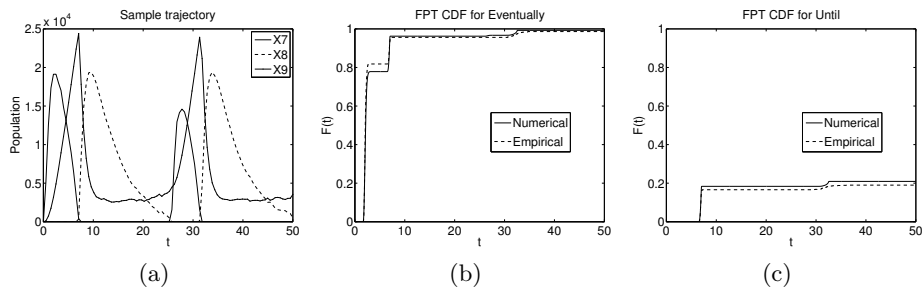 Sample trajectory
2.5 x 10^4
2
1.5
1
0.5
0
Population
0 10 20 30 40 50
t
X7
X8
X9
(a)
FPT CDF for Eventually
1
0.8
0.6
0.4
0.2
0
F(t)
0 10 20 30 40 50
t
Numerical
Empirical
(b)
FPT CDF for Until
1
0.8
0.6
0.4
0.2
0
F(t)
0 10 20 30 40 50
t
Numerical
Empirical
(c)